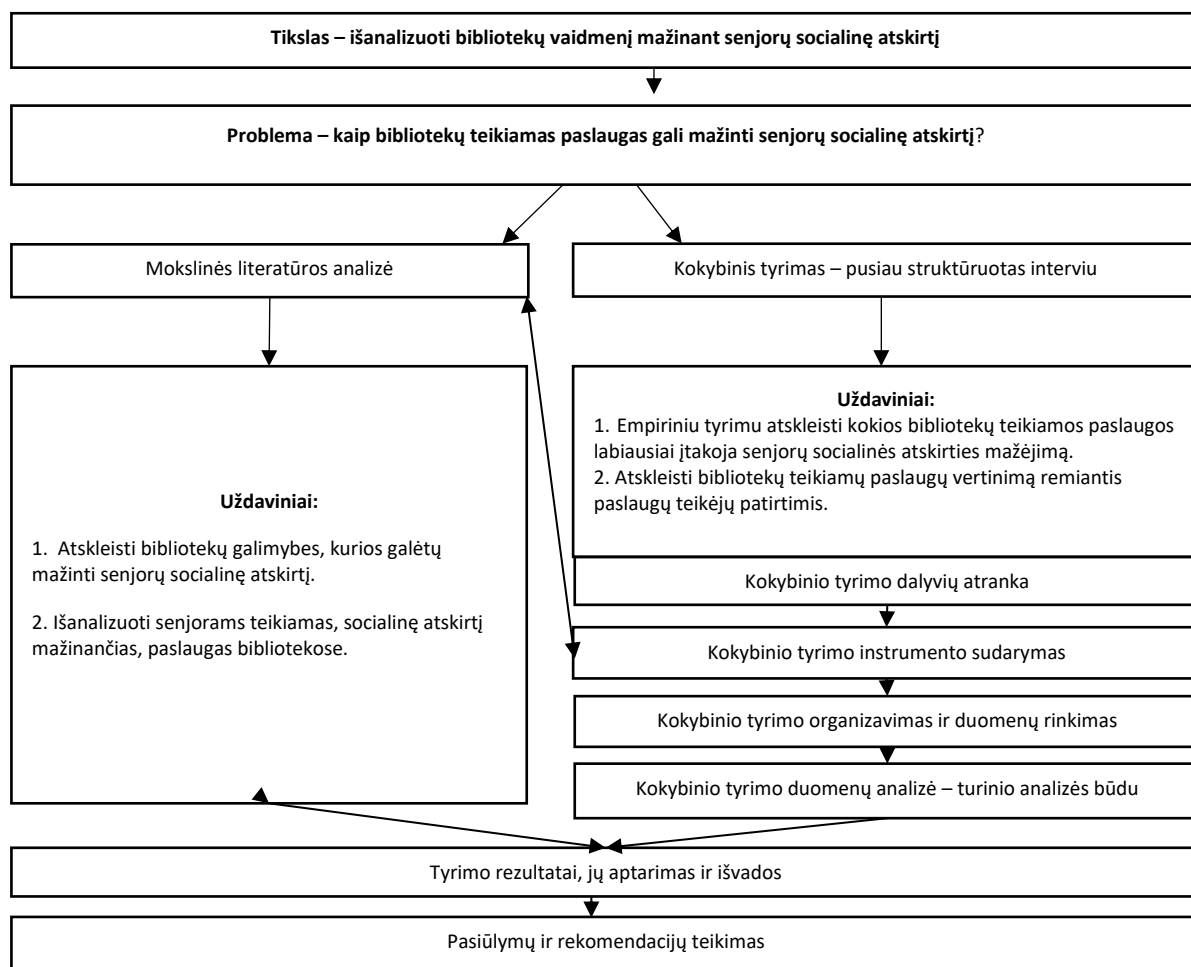 Tikslas – išanalizuoti bibliotekų vaidmenį mažinant senjorų socialinę atskirtį
Problema – kaip bibliotekų teikiamas paslaugas gali mažinti senjorų socialinę atskirtį?
Mokslinės literatūros analizė
Kokybinis tyrimas – pusiau struktūruotas interviu
Uždaviniai:
1. Atskleisti bibliotekų galimybes, kurios galėtų
mažinti senjorų socialinę atskirtį.
2. Išanalizuoti senjorams teikiamas, socialinę atskirtį
mažinančias, paslaugas bibliotekose.
Uždaviniai:
1. Empiriniu tyrimu atskleisti kokios bibliotekų teikiamos paslaugos
labiausiai įtakoja senjorų socialinės atskirties mažėjimą.
2. Atskleisti bibliotekų teikiamų paslaugų vertinimą remiantis
paslaugų teikėjų patirtimis.
Kokybinio tyrimo dalyvių atranka
Kokybinio tyrimo instrumento sudarymas
Kokybinio tyrimo organizavimas ir duomenų rinkimas
Kokybinio tyrimo duomenų analizė – turinio analizės būdu
Tyrimo rezultatai, jų aptarimas ir išvados
Pasiūlymų ir rekomendacijų teikimas